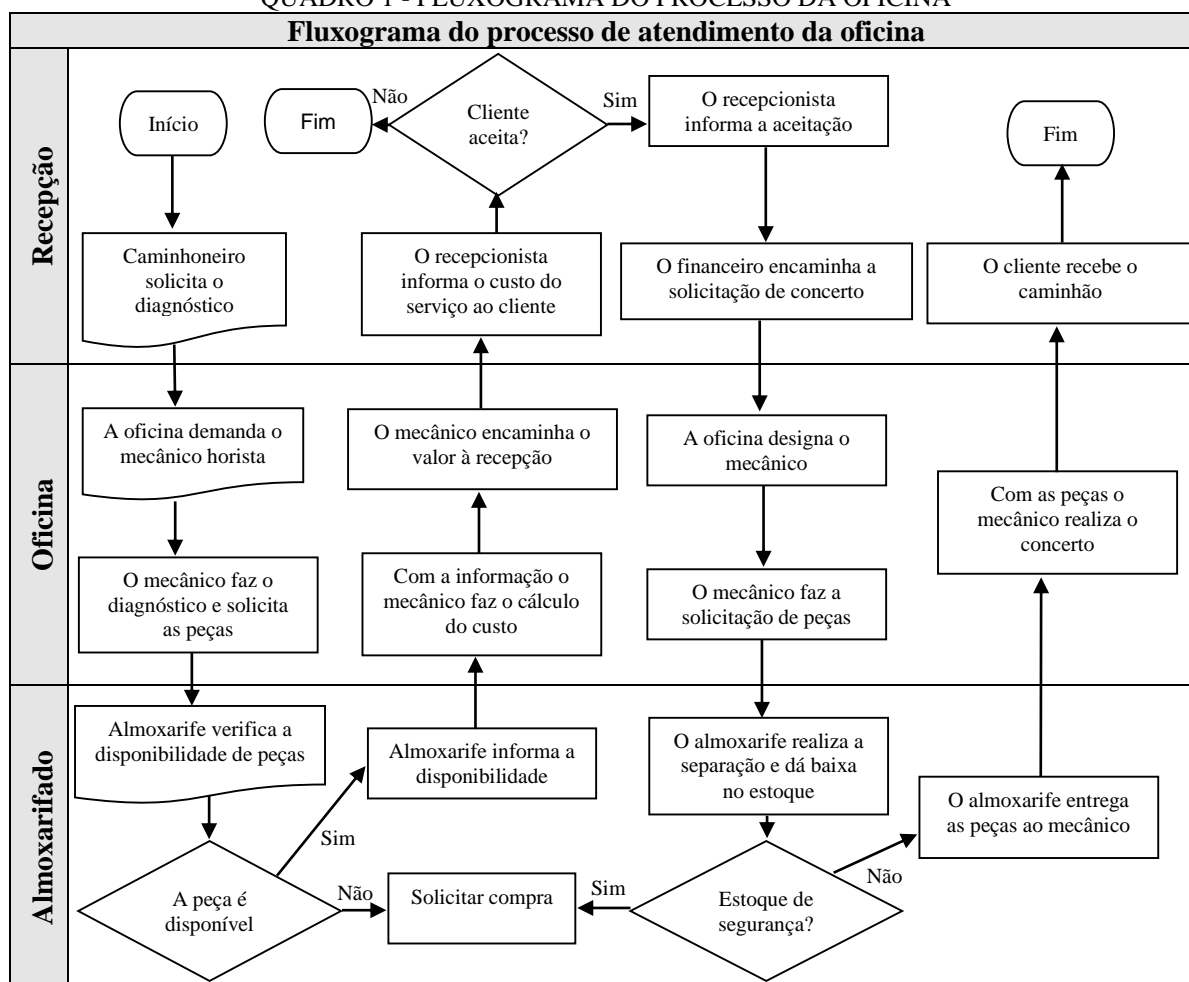 QUADRO 1 - FLUXOGRAMA DO PROCESSO DA OFICINA
Fluxograma do processo de atendimento da oficina
Recepção
Início
Caminhoneiro
solicita o
diagnóstico
Fim
Não
Cliente
aceita?
Sim
O recepcionista
informa a aceitação
O recepcionista
informa o custo do
serviço ao cliente
O financeiro encaminha a
solicitação de concerto
Fim
O cliente recebe o
caminhão
Oficina
A oficina demanda o
mecânico horista
O mecânico faz o
diagnóstico e solicita
as peças
O mecânico encaminha o
valor à recepção
Com a informação o
mecânico faz o cálculo
do custo
A oficina designa o
mecânico
O mecânico faz a
solicitação de peças
Com as peças o
mecânico realiza o
concerto
Almoxarifado
Almoxarife verifica a
disponibilidade de peças
A peça é
disponível
Sim
Não
Almoxarife informa a
disponibilidade
Solicitar compra
O almoxarife realiza a
separação e dá baixa
no estoque
Sim
Estoque de
segurança?
Não
O almoxarife entrega
as peças ao mecânico